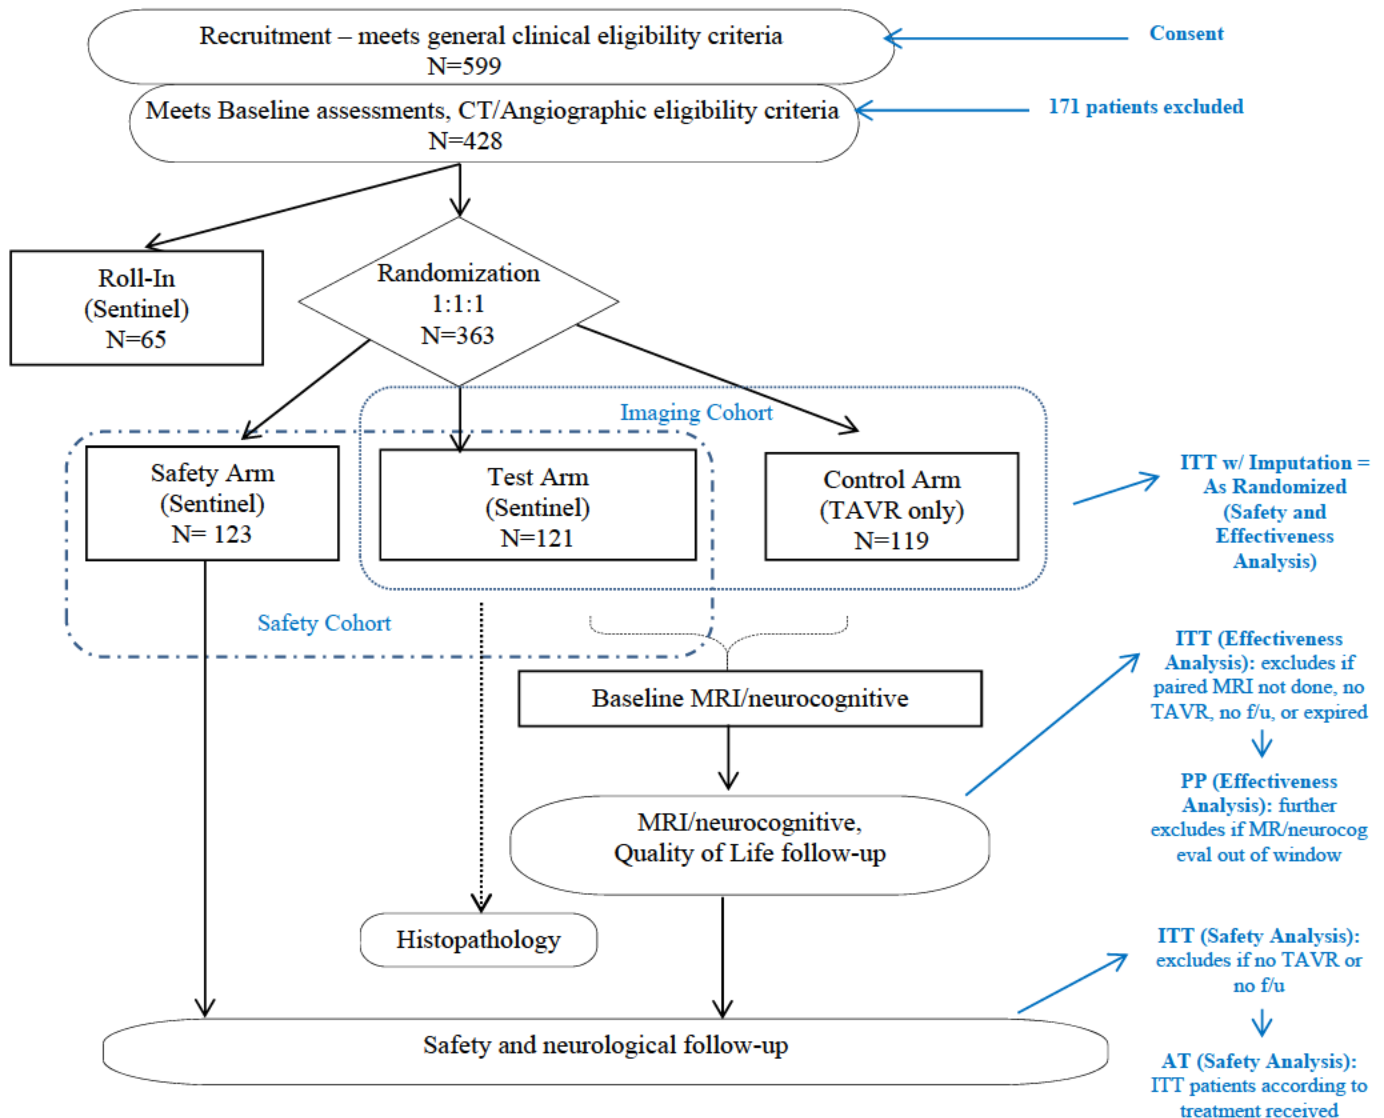 Recruitment – meets general clinical eligibility criteria
N=599
Consent
Meets Baseline assessments, CT/Angiographic eligibility criteria
N=428
171 patients excluded
Roll-In
(Sentinel)
N=65
Randomization
1:1:1
N=363
Imaging Cohort
Safety Arm
(Sentinel)
N= 123
Test Arm
(Sentinel)
N=121
Control Arm
(TAVR only)
N=119
ITT w/ Imputation =
As Randomized
(Safety and
Effectiveness
Analysis)
Safety Cohort
Baseline MRI/neurocognitive
ITT (Effectiveness
Analysis): excludes if
paired MRI not done, no
TAVR, no f/u, or expired
PP (Effectiveness
Analysis): further
excludes if MR/neurocog
eval out of window
MRI/neurocognitive,
Quality of Life follow-up
Histopathology
ITT (Safety Analysis):
excludes if no TAVR or
no f/u
Safety and neurological follow-up
AT (Safety Analysis):
ITT patients according to
treatment received